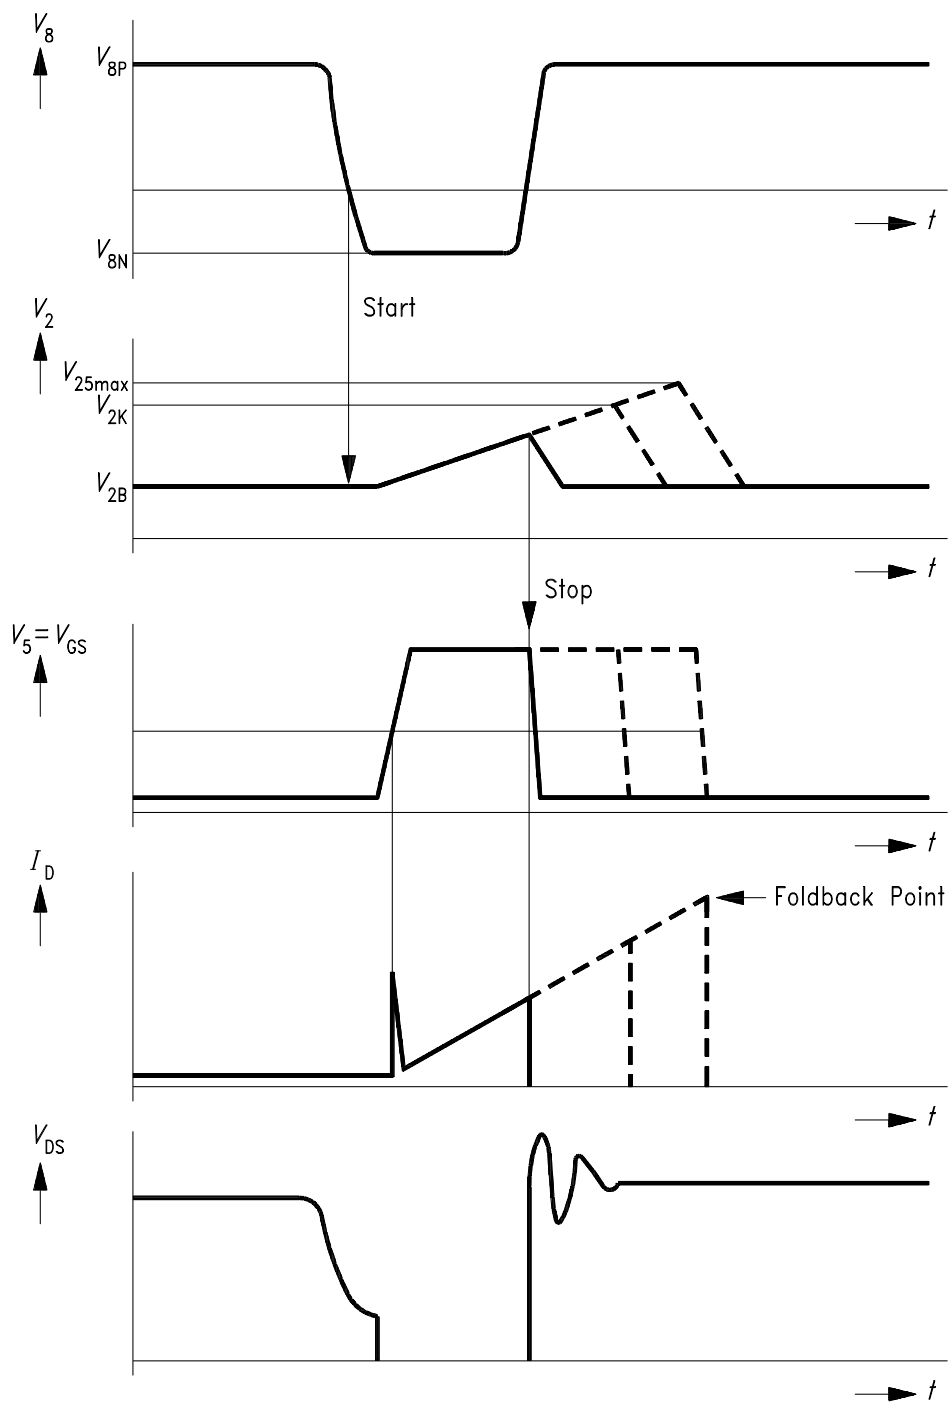 V8
V8P
t
V8N
Start
V2
V25max
V2K
V2B
t
Stop
V5=VGS
t
ID
Foldback Point
t
VDS
t